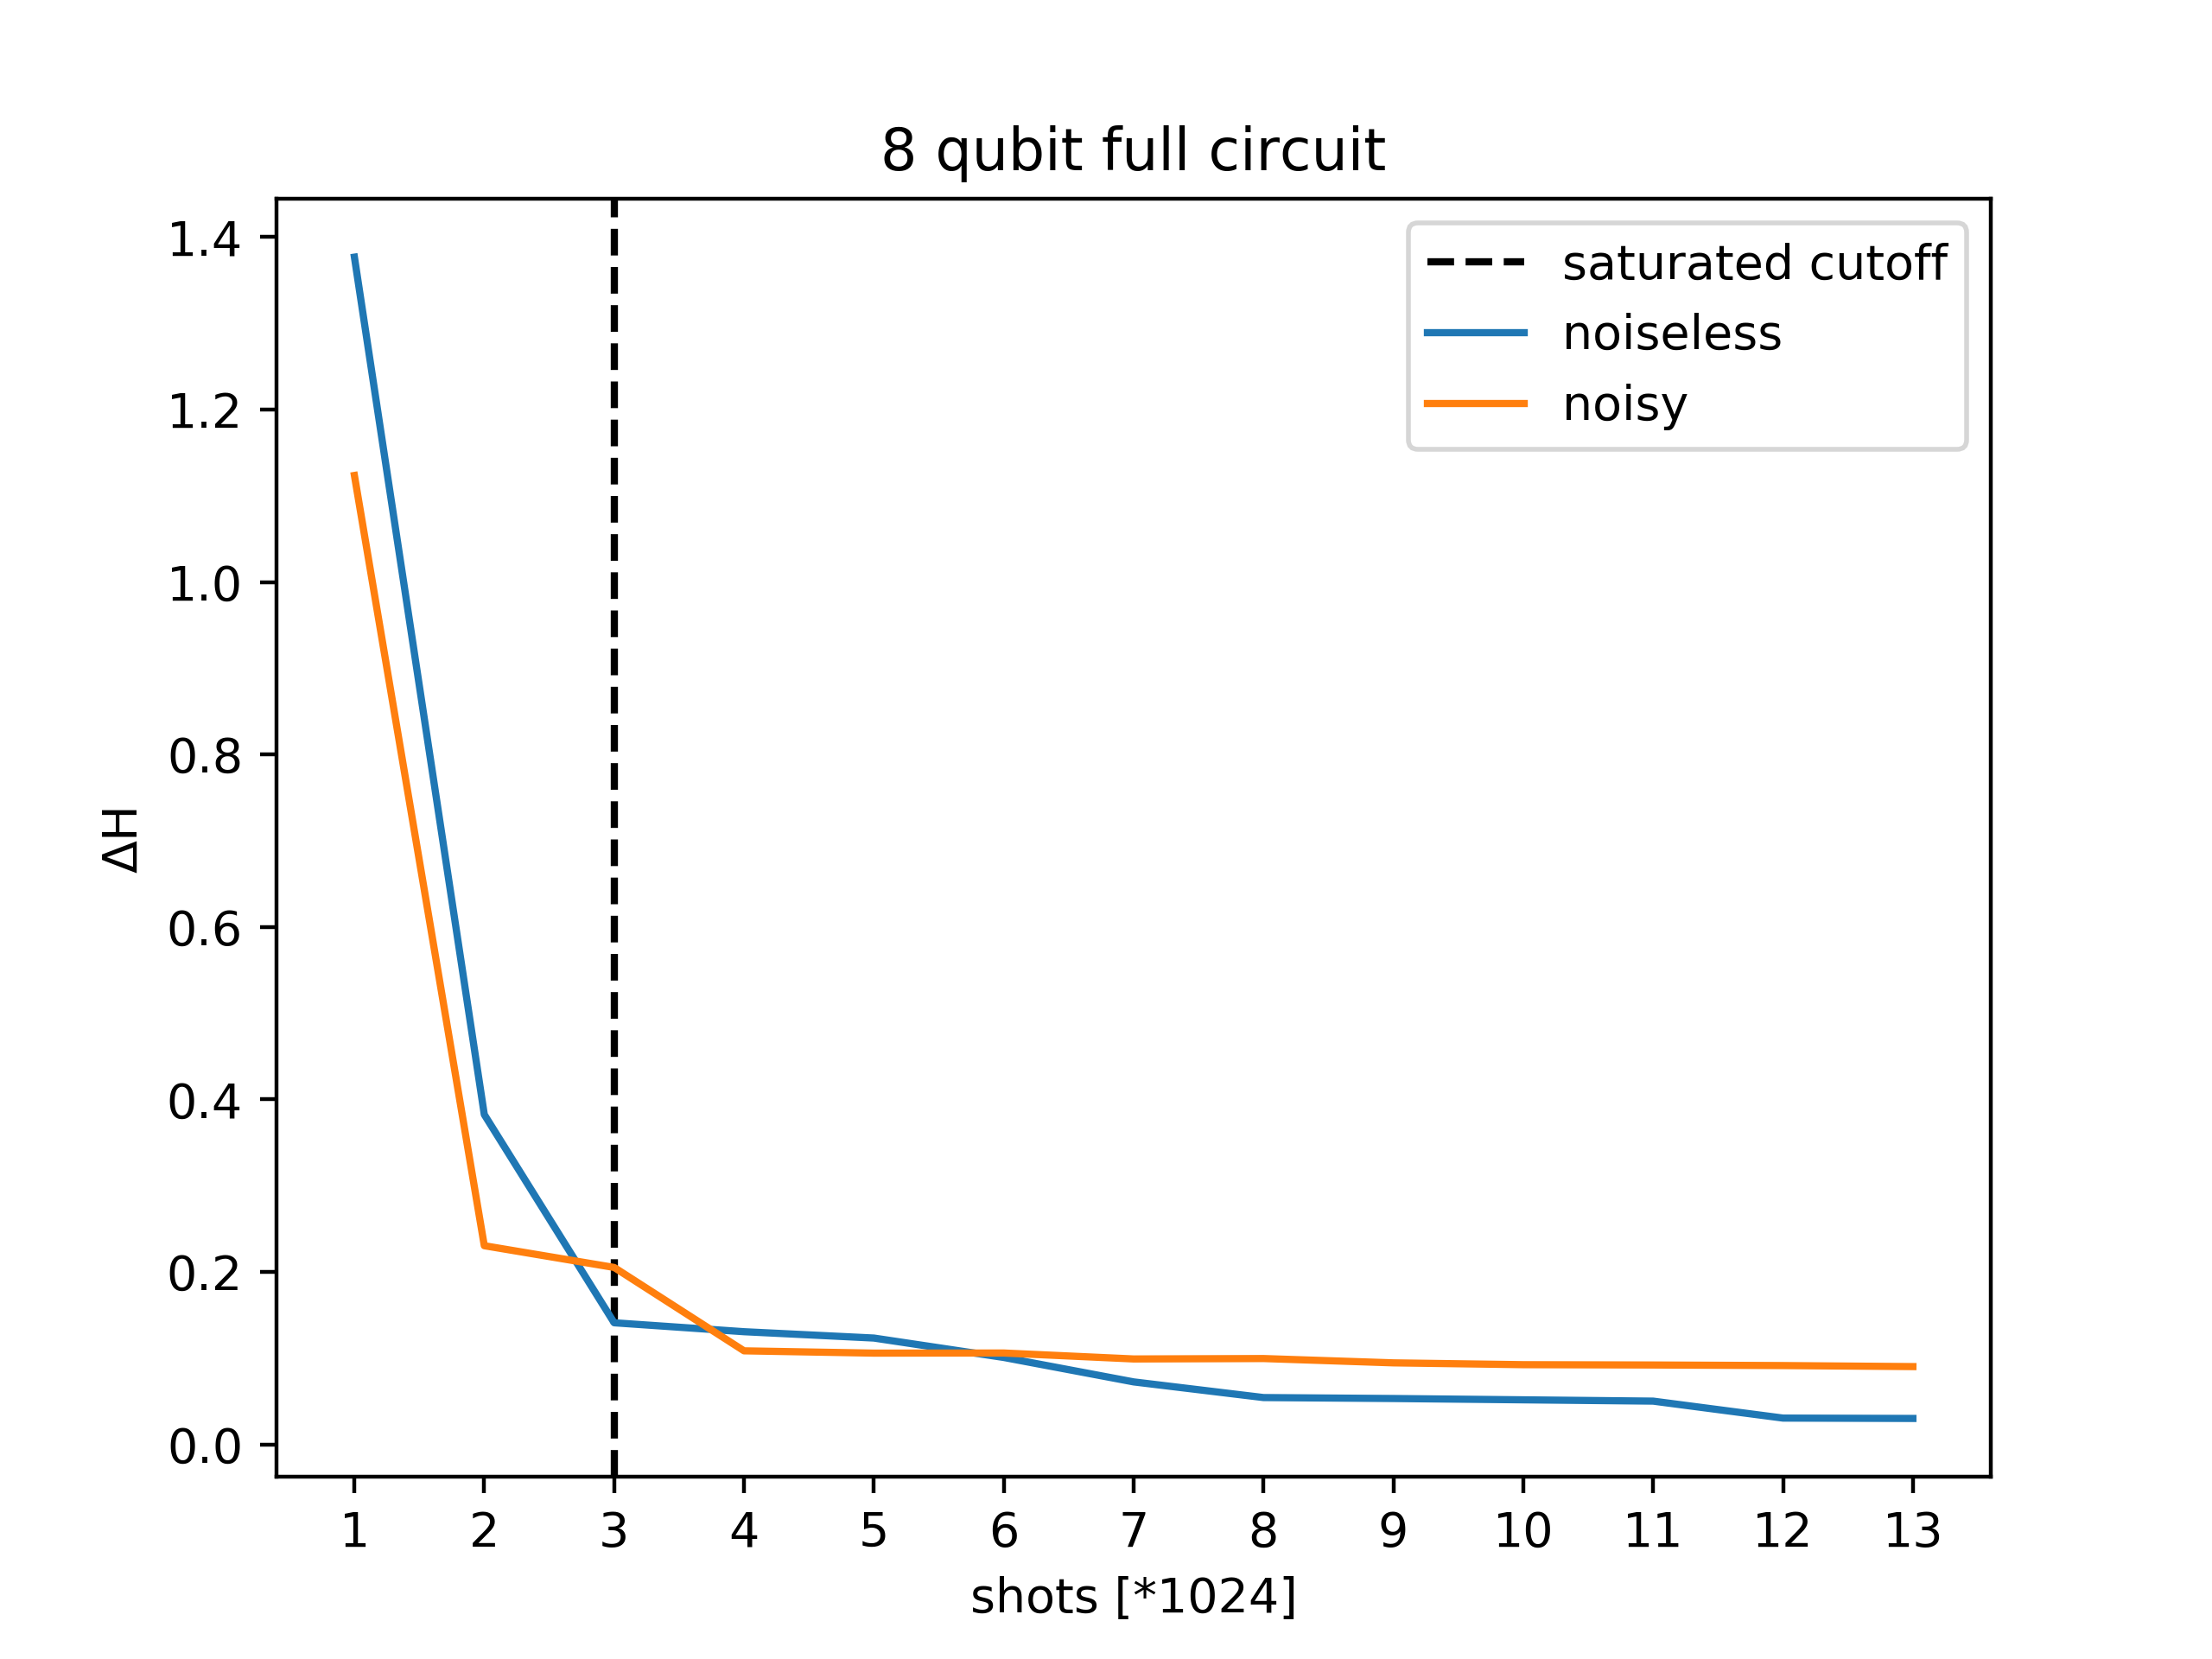 8 qubit full circuit
saturated cutoff
noiseless
noisy
1.4
1.2
1.0
0.8
0.6
0.4
0.2
0.0
ΔH
1 2 3 4 5 6 7 8 9 10 11 12 13
shots [*1024]